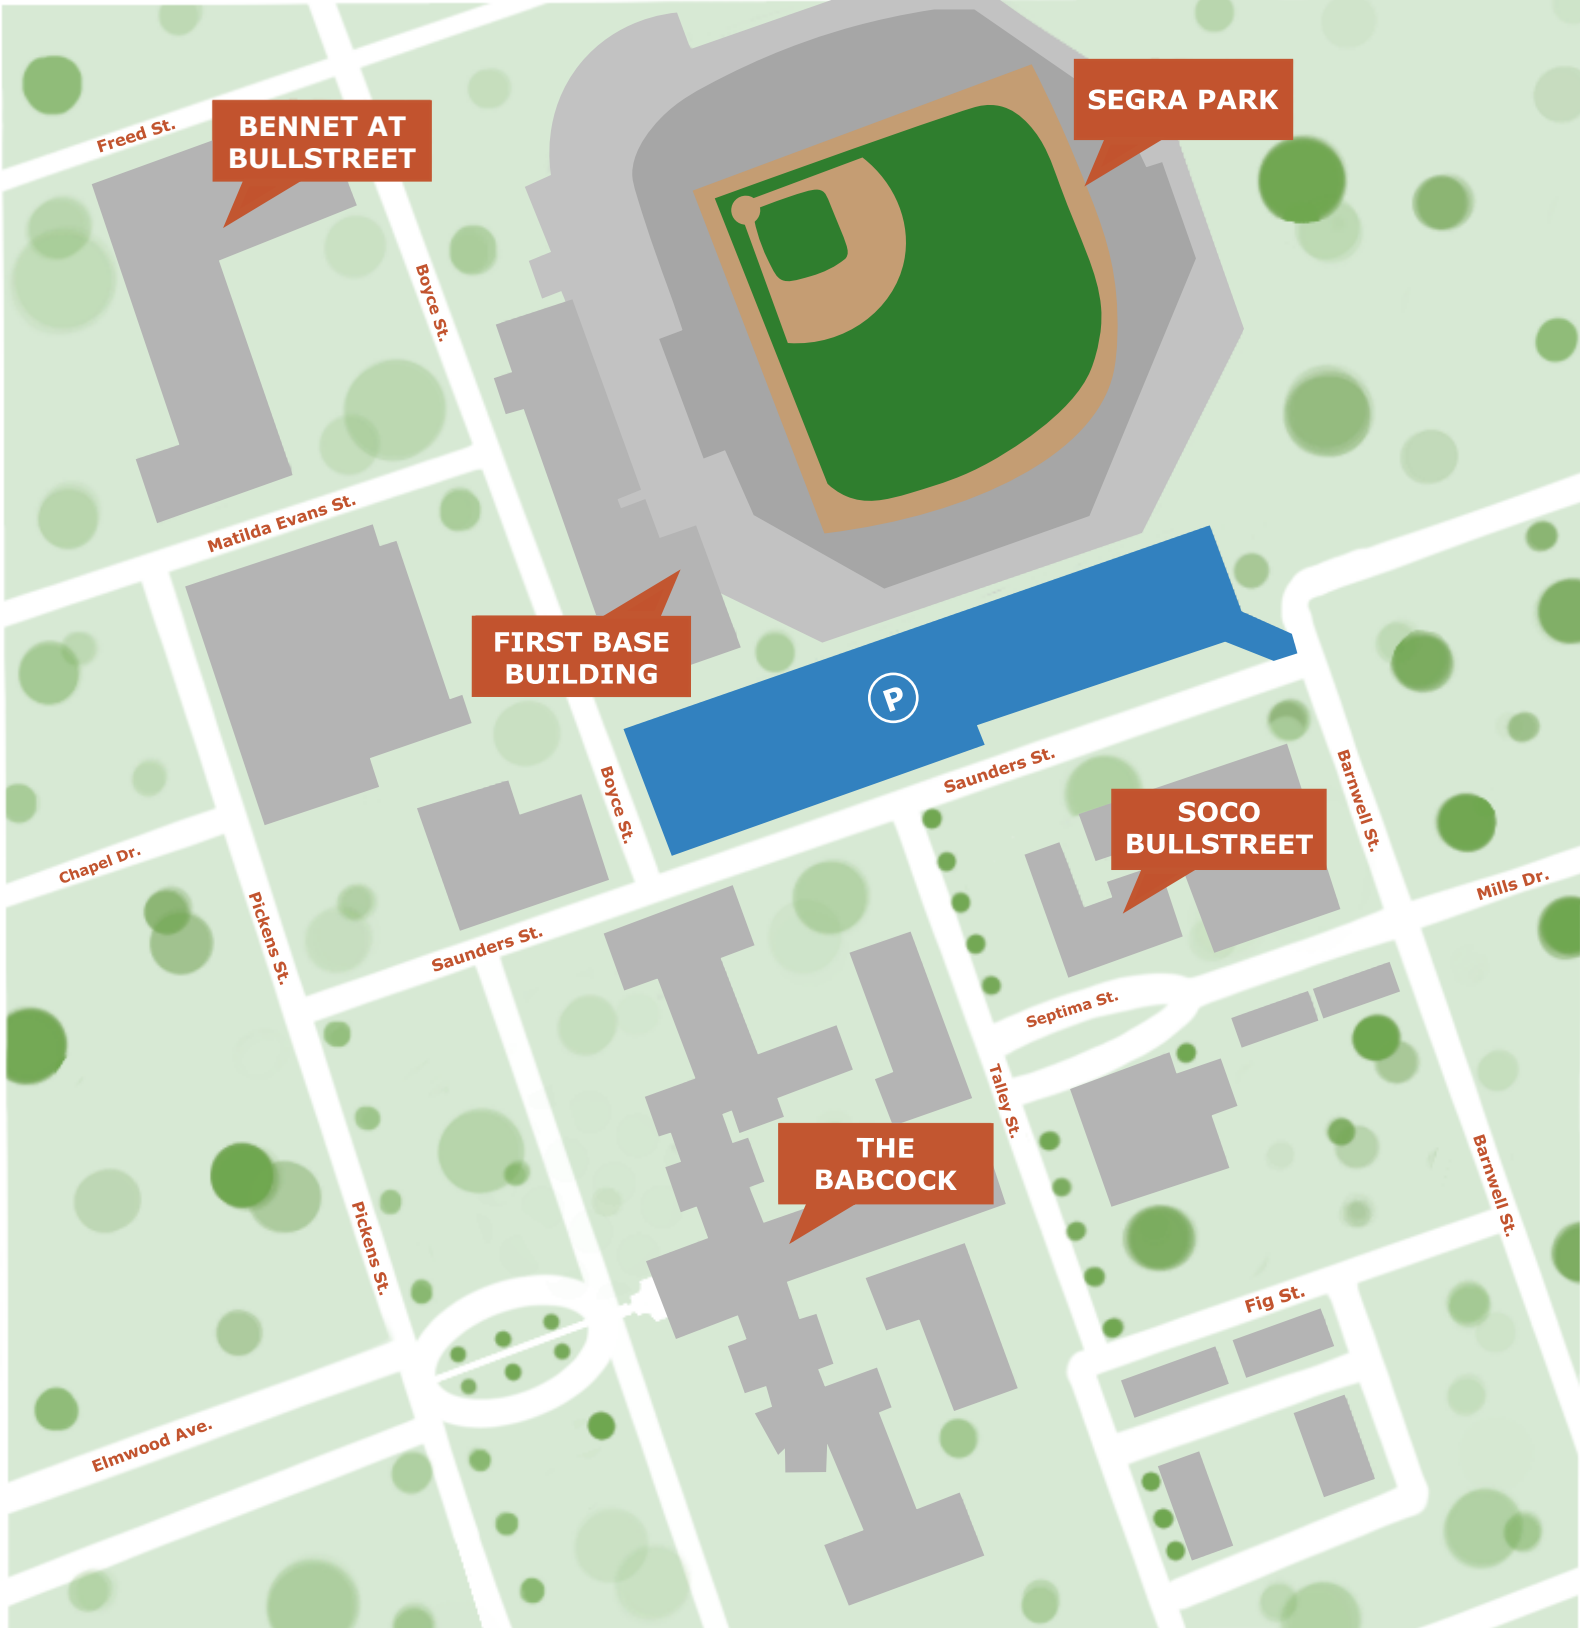 SEGRA PARK
BENNET AT
BULLSTREET
Freed St.
Boyce St.
Matilda Evans St.
FIRST BASE
BUILDING
P
Saunders St.
Boyce St.
Barnwell St.
SOCO
BULLSTREET
Chapel Dr.
Mills Dr.
Pickens St.
Saunders St.
Septima St.
Talley St.
THE
BABCOCK
Barnwell St.
Pickens St.
Fig St.
Elmwood Ave.